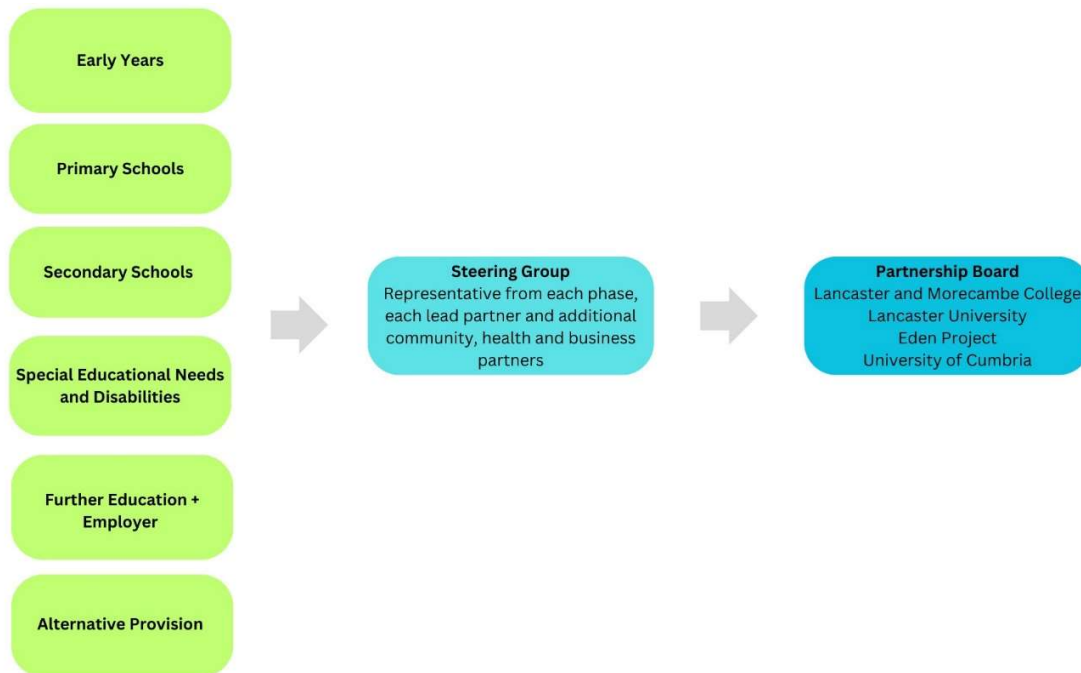 Early Years
Primary Schools
Secondary Schools
Special Educational Needs
and Disabilities
Further Education +
Employer
Alternative Provision
Steering Group
Representative from each phase,
each lead partner and additional
community, health and business
partners
Partnership Board
Lancaster and Morecambe College
Lancaster University
Eden Project
University of Cumbria